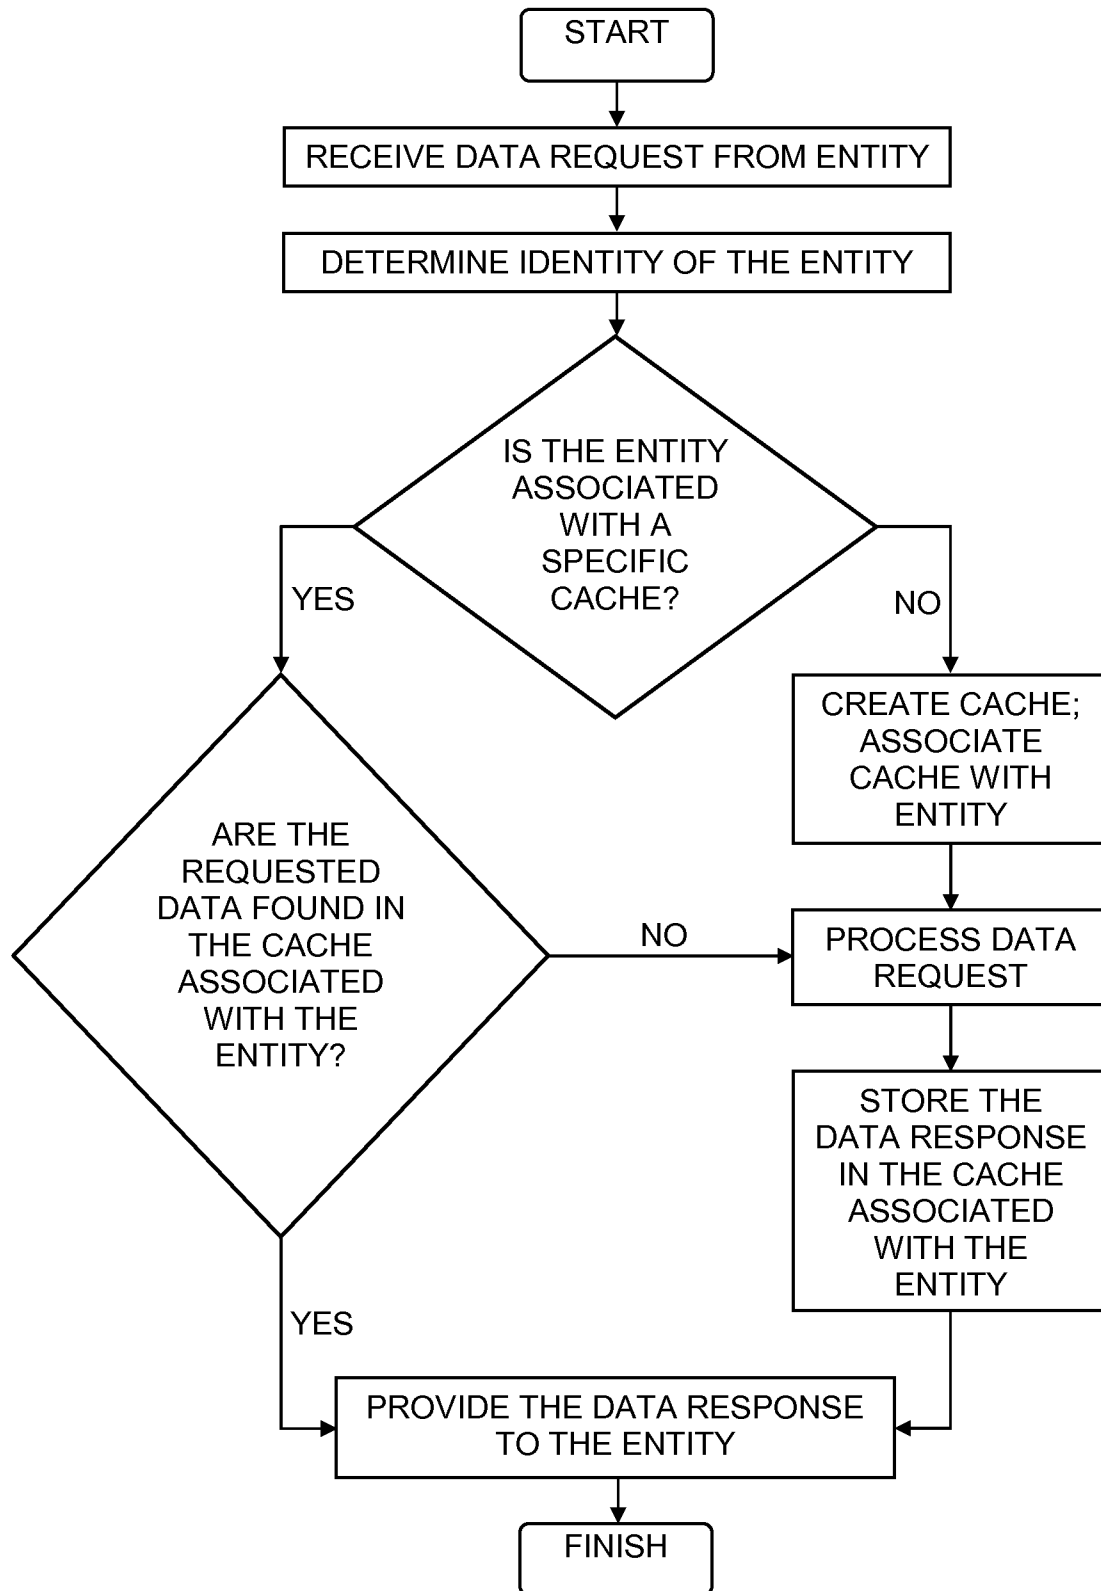 START
RECEIVE DATA REQUEST FROM ENTITY
DETERMINE IDENTITY OF THE ENTITY
IS THE ENTITY
ASSOCIATED
WITH A
SPECIFIC
CACHE?
YES
NO
CREATE CACHE;
ASSOCIATE
CACHE WITH
ENTITY
ARE THE
REQUESTED
DATA FOUND IN
THE CACHE
ASSOCIATED
WITH THE
ENTITY?
NO
PROCESS DATA
REQUEST
STORE THE
DATA RESPONSE
IN THE CACHE
ASSOCIATED
WITH THE
ENTITY
YES
PROVIDE THE DATA RESPONSE
TO THE ENTITY
FINISH